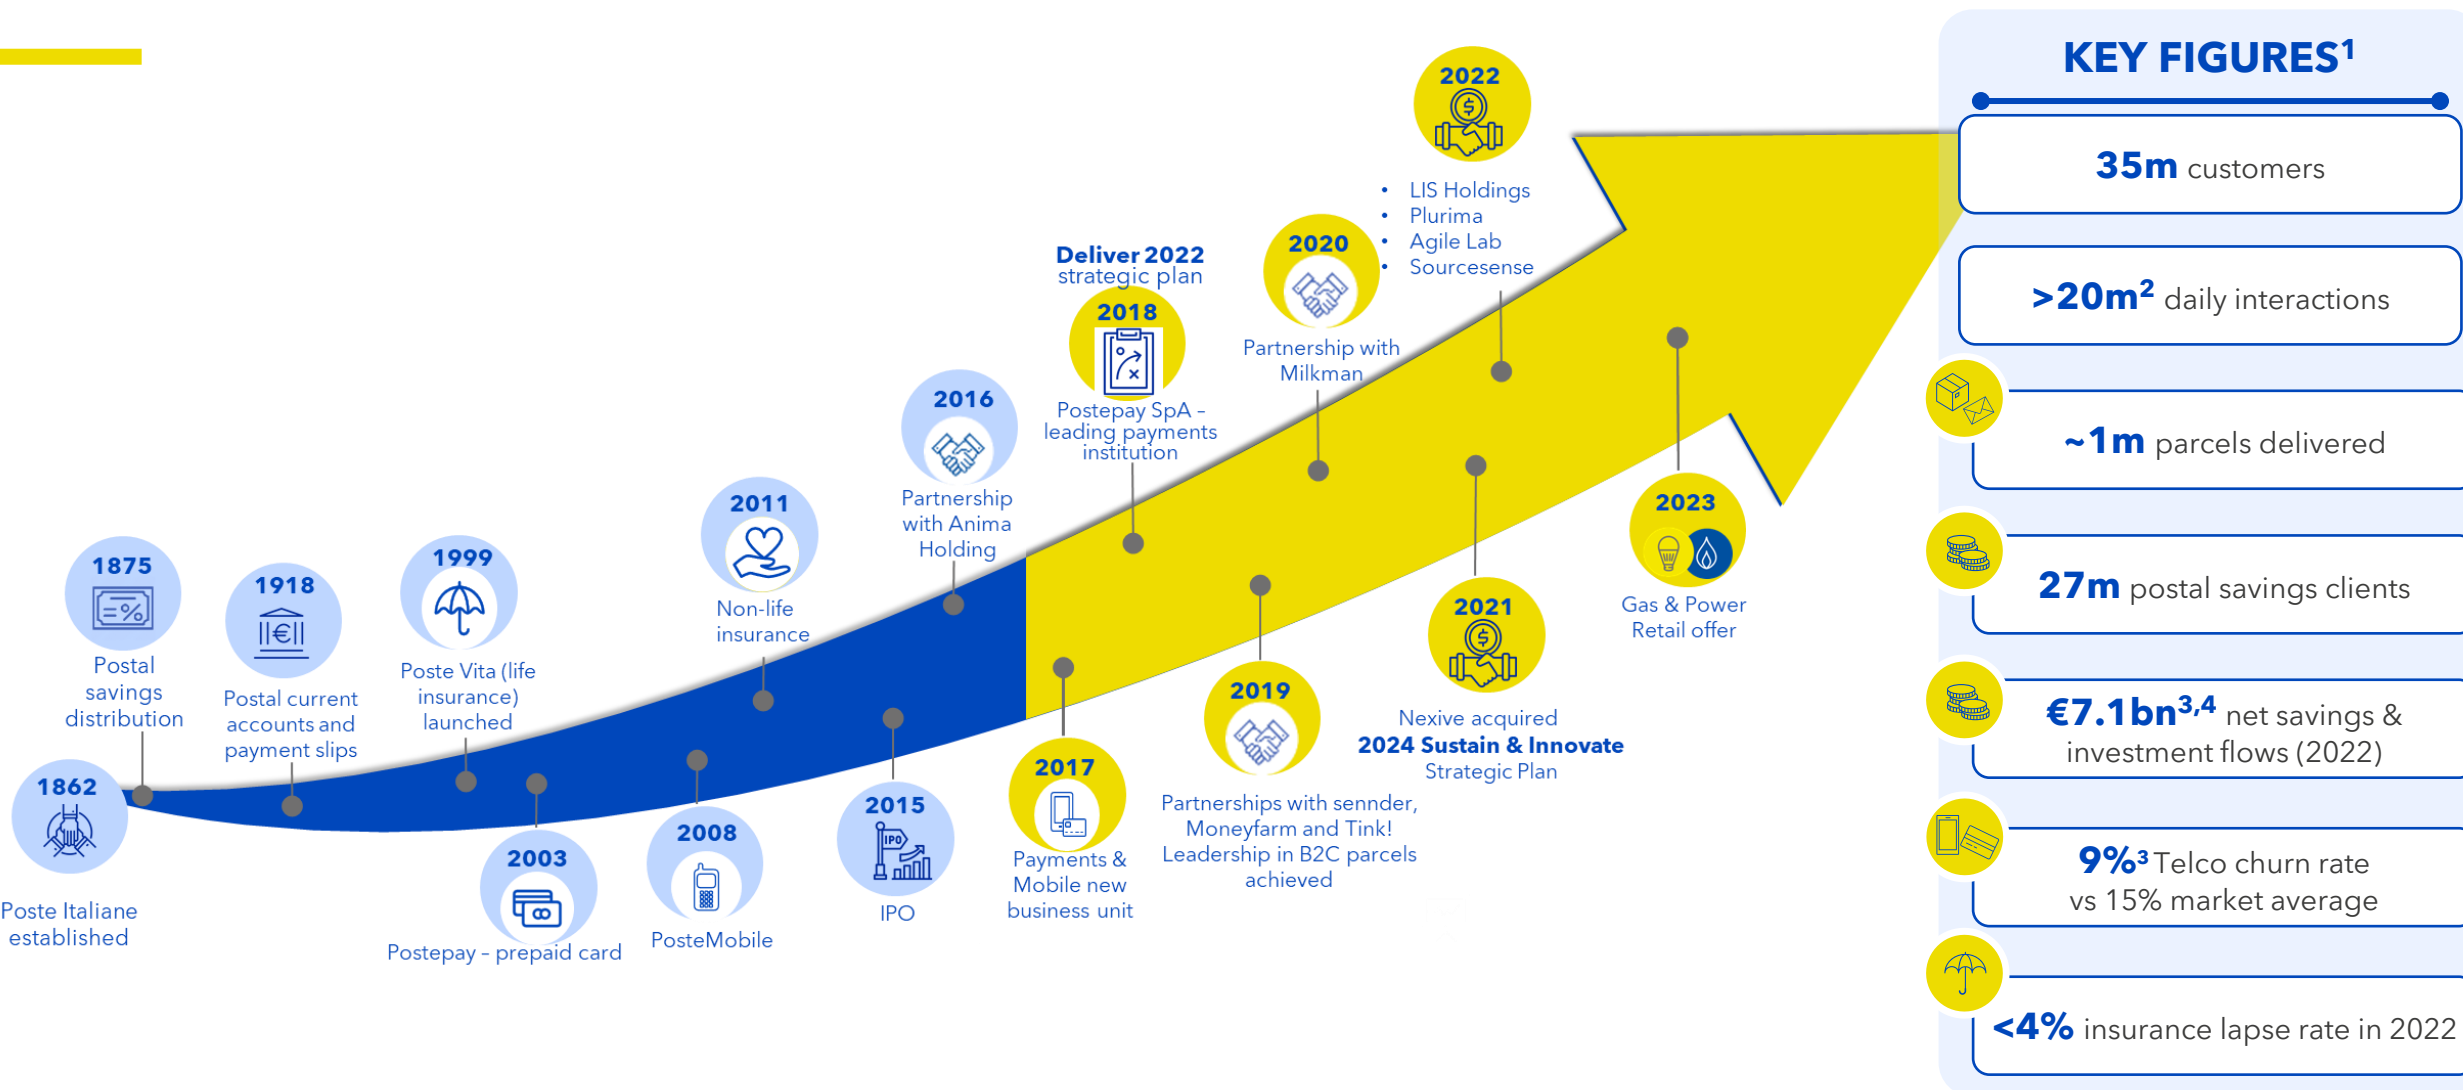 1862
Poste Italiane
established
1875
Postal
savings
distribution
1918
Postal current
accounts and
payment slips
1999
Poste Vita (life
insurance)
launched
2003
Postepay – prepaid card
2008
PosteMobile
2011
Non-life
insurance
2015
IPO
IPO
2016
Partnership
with Anima
Holding
2017
Payments &
Mobile new
business unit
Deliver 2022
strategic plan
2018
Postepay SpA –
leading payments
institution
2019
Partnerships with sennder,
Moneyfarm and Tink!
Leadership in B2C parcels
achieved
2020
Partnership with
Milkman
2021
Nexive acquired
2024 Sustain & Innovate
Strategic Plan
2022
• LIS Holdings
• Plurima
• Agile Lab
• Sourcesense
2023
Gas & Power
Retail offer
KEY FIGURES¹
35m customers
>20m² daily interactions
~1m parcels delivered
27m postal savings clients
€7.1bn³,⁴ net savings &
investment flows (2022)
9%³ Telco churn rate
vs 15% market average
<4% insurance lapse rate in 2022